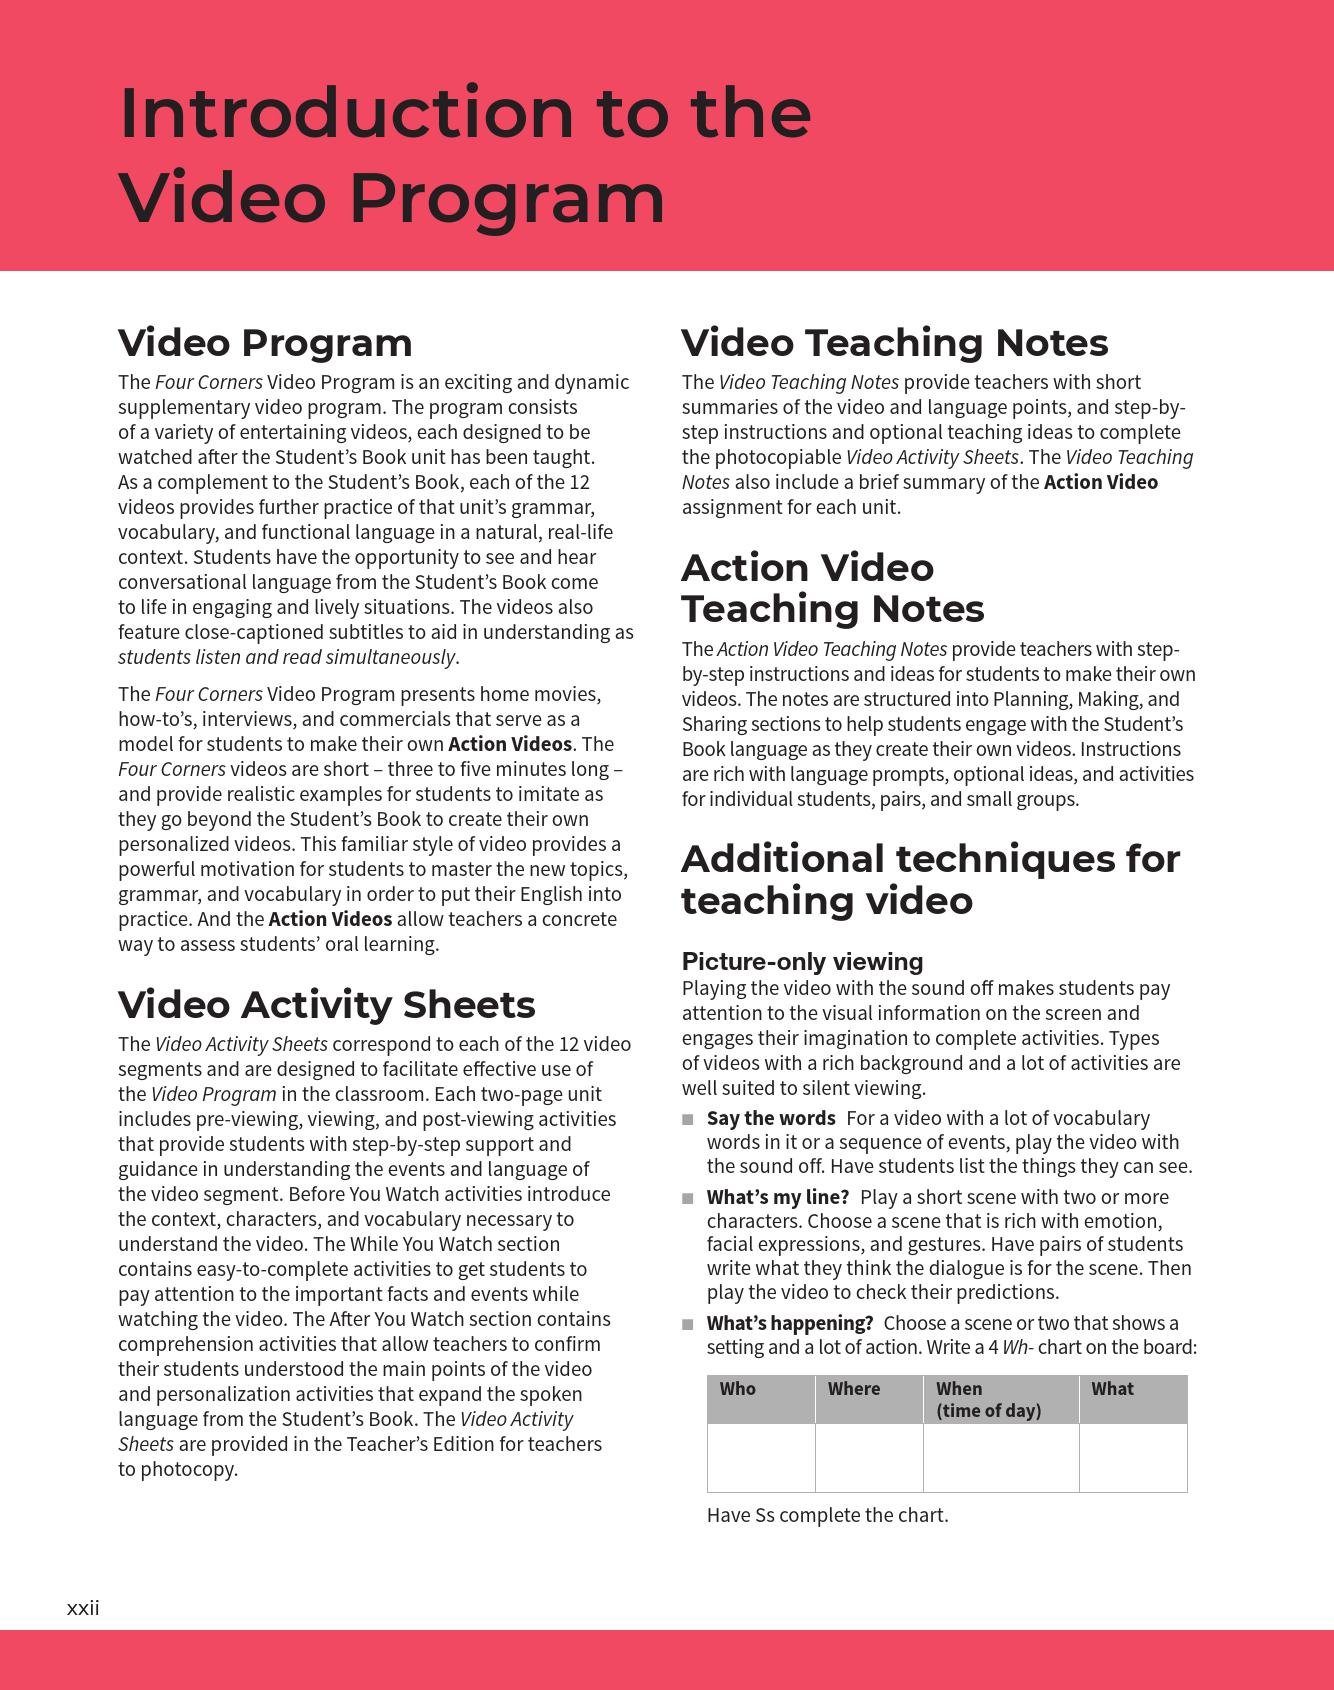 Introduction to the
Video Program
Video Program
The Four Corners Video Program is an exciting and dynamic
supplementary video program. The program consists
of a variety of entertaining videos, each designed to be
watched after the Student’s Book unit has been taught.
As a complement to the Student’s Book, each of the 12
videos provides further practice of that unit’s grammar,
vocabulary, and functional language in a natural, real-life
context. Students have the opportunity to see and hear
conversational language from the Student’s Book come
to life in engaging and lively situations. The videos also
feature close-captioned subtitles to aid in understanding as
students listen and read simultaneously.
The Four Corners Video Program presents home movies,
how-to’s, interviews, and commercials that serve as a
model for students to make their own Action Videos. The
Four Corners videos are short – three to five minutes long –
and provide realistic examples for students to imitate as
they go beyond the Student’s Book to create their own
personalized videos. This familiar style of video provides a
powerful motivation for students to master the new topics,
grammar, and vocabulary in order to put their English into
practice. And the Action Videos allow teachers a concrete
way to assess students’ oral learning.
Video Activity Sheets
The Video Activity Sheets correspond to each of the 12 video
segments and are designed to facilitate effective use of
the Video Program in the classroom. Each two-page unit
includes pre-viewing, viewing, and post-viewing activities
that provide students with step-by-step support and
guidance in understanding the events and language of
the video segment. Before You Watch activities introduce
the context, characters, and vocabulary necessary to
understand the video. The While You Watch section
contains easy-to-complete activities to get students to
pay attention to the important facts and events while
watching the video. The After You Watch section contains
comprehension activities that allow teachers to confirm
their students understood the main points of the video
and personalization activities that expand the spoken
language from the Student’s Book. The Video Activity
Sheets are provided in the Teacher’s Edition for teachers
to photocopy.
Video Teaching Notes
The Video Teaching Notes provide teachers with short
summaries of the video and language points, and step-by-
step instructions and optional teaching ideas to complete
the photocopiable Video Activity Sheets. The Video Teaching
Notes also include a brief summary of the Action Video
assignment for each unit.
Action Video
Teaching Notes
The Action Video Teaching Notes provide teachers with step-
by-step instructions and ideas for students to make their own
videos. The notes are structured into Planning, Making, and
Sharing sections to help students engage with the Student’s
Book language as they create their own videos. Instructions
are rich with language prompts, optional ideas, and activities
for individual students, pairs, and small groups.
Additional techniques for
teaching video
Picture-only viewing
Playing the video with the sound off makes students pay
attention to the visual information on the screen and
engages their imagination to complete activities. Types
of videos with a rich background and a lot of activities are
well suited to silent viewing.
■ Say the words For a video with a lot of vocabulary
words in it or a sequence of events, play the video with
the sound off. Have students list the things they can see.
■ What’s my line? Play a short scene with two or more
characters. Choose a scene that is rich with emotion,
facial expressions, and gestures. Have pairs of students
write what they think the dialogue is for the scene. Then
play the video to check their predictions.
■ What’s happening? Choose a scene or two that shows a
setting and a lot of action. Write a 4 Wh- chart on the board:
Who Where When What
(time of day)
Have Ss complete the chart.
xxii